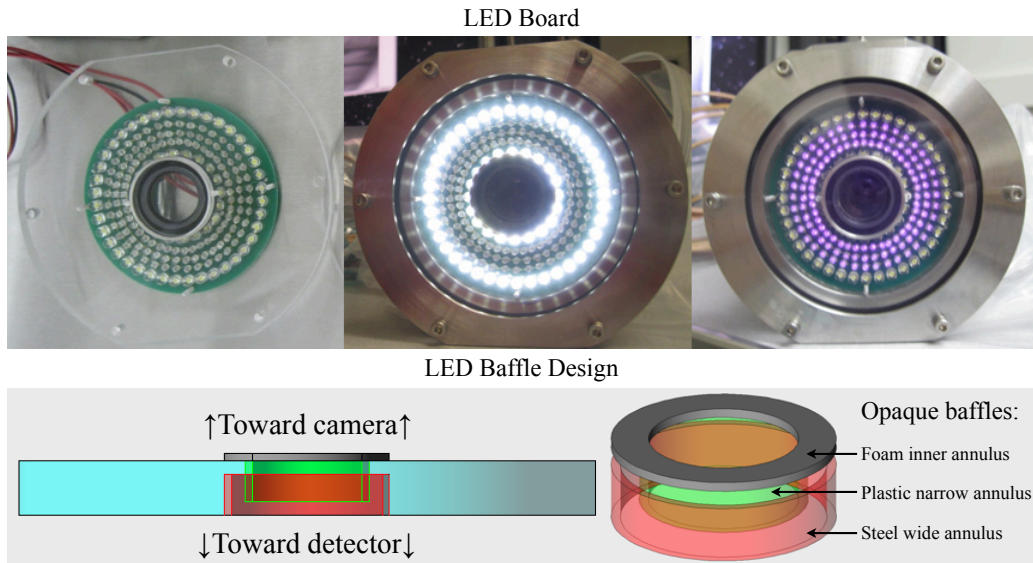 LED Board
LED Baffle Design
↑Toward camera↑
↓Toward detector↓
Opaque baffles:
Foam inner annulus
Plastic narrow annulus
Steel wide annulus